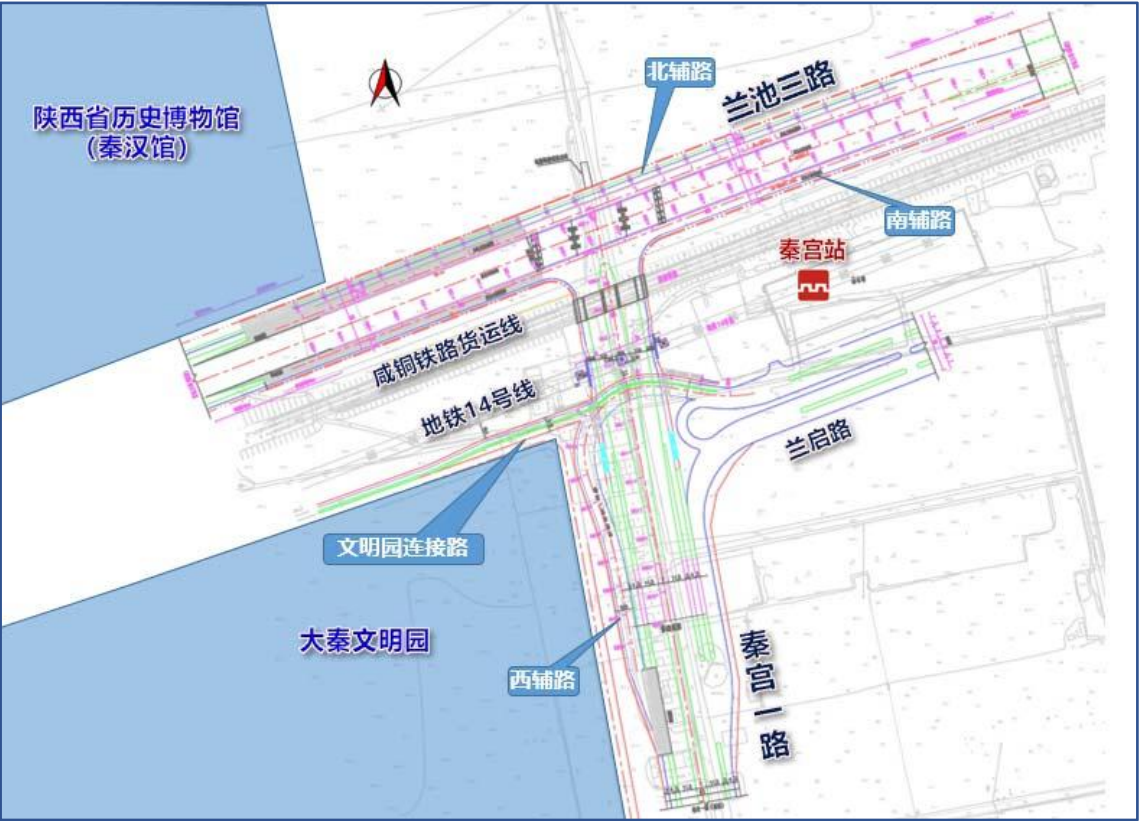 北辅路
兰池三路
陕西省历史博物馆
(秦汉馆)
南辅路
秦宫站
咸铜铁路货运线
地铁14号线
兰启路
文明园连接路
大秦文明园
西辅路
秦宫一路